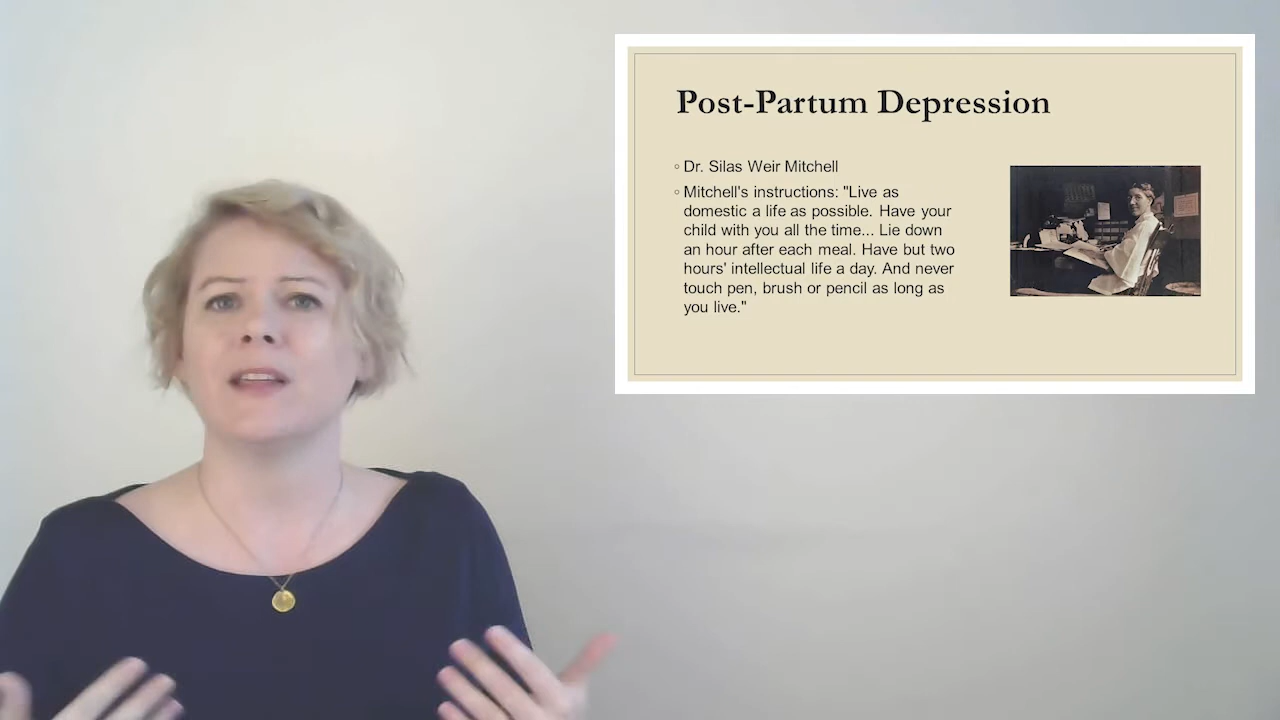 Post-Partum Depression
◦ Dr. Silas Weir Mitchell
◦ Mitchell's instructions: "Live as
domestic a life as possible. Have your
child with you all the time... Lie down
an hour after each meal. Have but two
hours' intellectual life a day. And never
touch pen, brush or pencil as long as
you live."